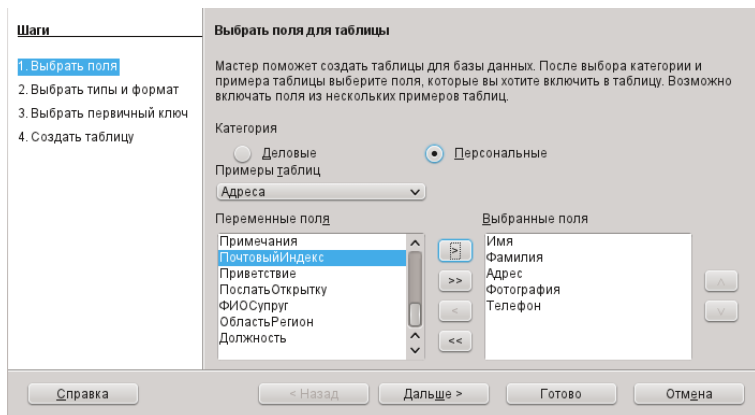 Шаги
1. Выбрать поля
2. Выбрать типы и формат
3. Выбрать первичный ключ
4. Создать таблицу
Выбрать поля для таблицы
Мастер поможет создать таблицы для базы данных. После выбора категории и
примера таблицы выберите поля, которые вы хотите включить в таблицу. Возможно
включать поля из нескольких примеров таблиц.
Категория
Деловые
Персональные
Примеры таблиц
Адреса
Переменные поля
Примечания
ПочтовыйИндекс
Приветствие
ПослатьОткрытку
ФИОСупруг
ОбластьРегион
Должность
>
>>
<
<<
Выбранные поля
Имя
Фамилия
Адрес
Фотография
Телефон
Справка
< Назад
Дальше >
Готово
Отмена